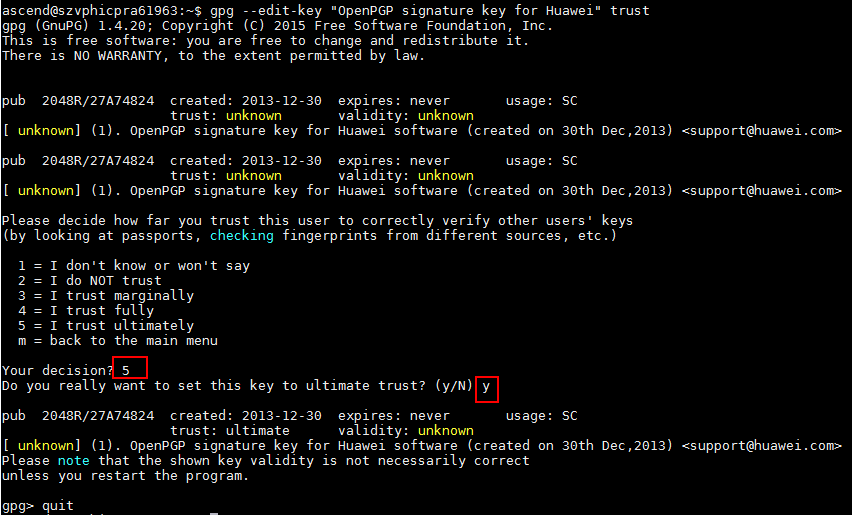 ascend@szvphicpra61963:~$ gpg --edit-key "OpenPGP signature key for Huawei" trust
gpg (GnuPG) 1.4.20; Copyright (C) 2015 Free Software Foundation, Inc.
This is free software: you are free to change and redistribute it.
There is NO WARRANTY, to the extent permitted by law.
pub  2048R/27A74824  created: 2013-12-30  expires: never       usage: SC
trust: unknown       validity: unknown
[ unknown] (1). OpenPGP signature key for Huawei software (created on 30th Dec,2013) <support@huawei.com>
pub  2048R/27A74824  created: 2013-12-30  expires: never       usage: SC
trust: unknown       validity: unknown
[ unknown] (1). OpenPGP signature key for Huawei software (created on 30th Dec,2013) <support@huawei.com>
Please decide how far you trust this user to correctly verify other users' keys
(by looking at passports, checking fingerprints from different sources, etc.)
1 = I don't know or won't say
2 = I do NOT trust
3 = I trust marginally
4 = I trust fully
5 = I trust ultimately
m = back to the main menu
Your decision? 5
Do you really want to set this key to ultimate trust? (y/N) y
pub  2048R/27A74824  created: 2013-12-30  expires: never       usage: SC
trust: ultimate      validity: unknown
[ unknown] (1). OpenPGP signature key for Huawei software (created on 30th Dec,2013) <support@huawei.com>
Please note that the shown key validity is not necessarily correct
unless you restart the program.
gpg> quit